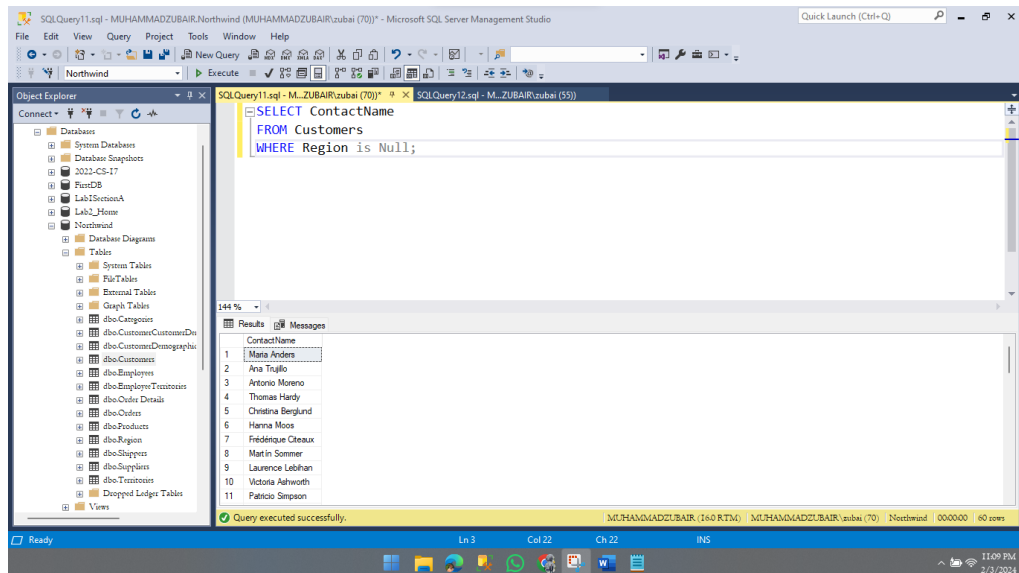 SQLQuery11.sql - MUHAMMADZUBAIR.Northwind (MUHAMMADZUBAIR\zubai (70))* - Microsoft SQL Server Management Studio
Quick Launch (Ctrl+Q)
File Edit View Query Project Tools Window Help
New Query
Northwind
Execute
Object Explorer
Connect
Databases
System Databases
Database Snapshots
2022-CS-17
FirstDB
Lab1SectionA
Lab2_Home
Northwind
Database Diagrams
Tables
System Tables
FileTables
External Tables
Graph Tables
dbo.Categories
dbo.CustomerCustomerDe
dbo.CustomerDemographic
dbo.Customers
dbo.Employees
dbo.EmployeeTerritories
dbo.Order Details
dbo.Orders
dbo.Products
dbo.Region
dbo.Shippers
dbo.Suppliers
dbo.Territories
Dropped Ledger Tables
Views
SQLQuery11.sql - M...ZUBAIR\zubai (70))*
SQLQuery12.sql - M...ZUBAIR\zubai (55))
SELECT ContactName
FROM Customers
WHERE Region is Null;
144 %
Results Messages
ContactName
1 Maria Anders
2 Ana Trujillo
3 Antonio Moreno
4 Thomas Hardy
5 Christina Berglund
6 Hanna Moos
7 Frédérique Citeaux
8 Martín Sommer
9 Laurence Lebihan
10 Victoria Ashworth
11 Patricio Simpson
Query executed successfully.
MUHAMMADZUBAIR (16.0 RTM) MUHAMMADZUBAIR\zubai (70) Northwind 00:00:00 60 rows
Ready Ln 3 Col 22 Ch 22 INS
11:09 PM
2/3/2024